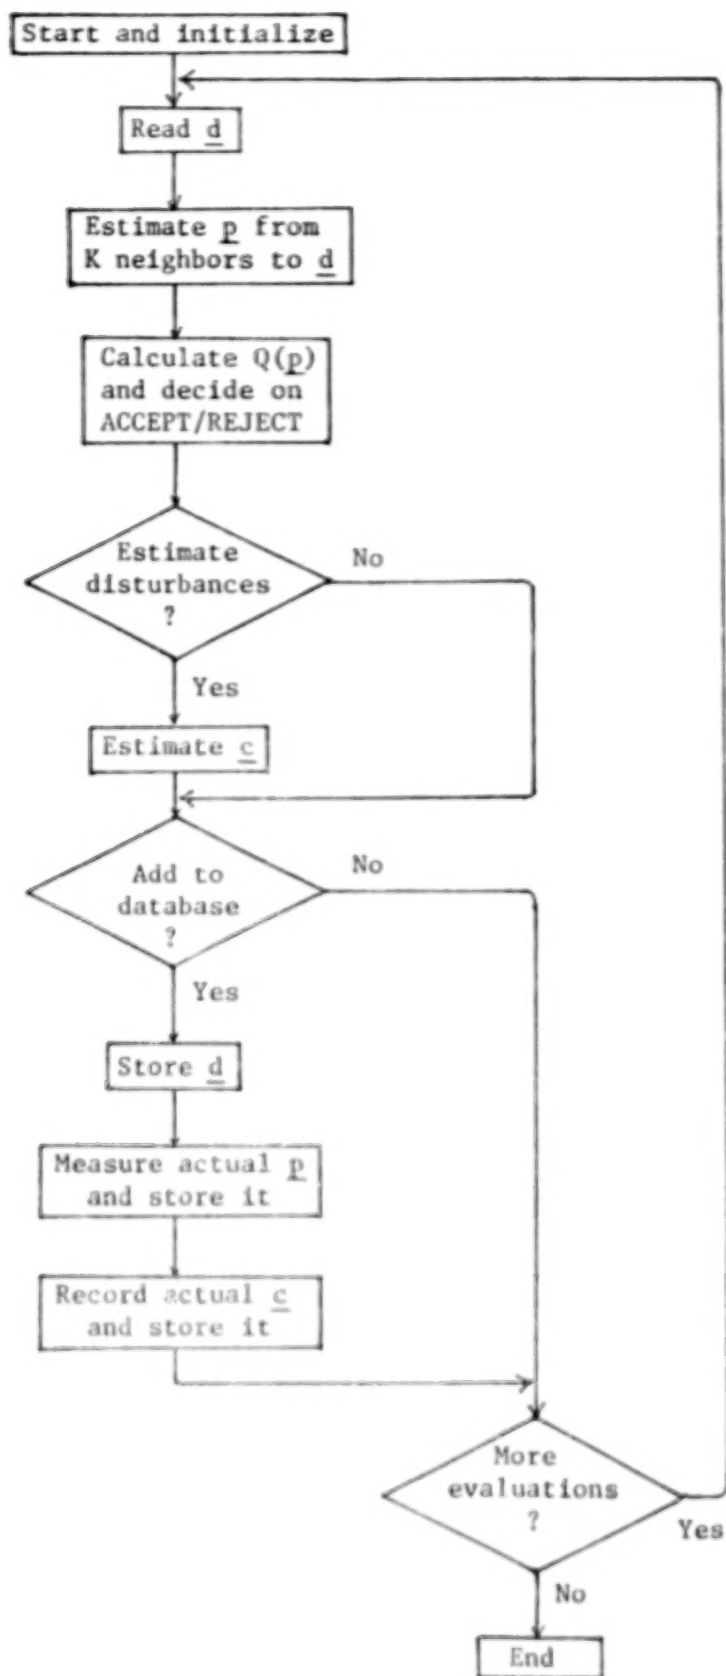 Start and initialize
Read d
Estimate p from
K neighbors to d
Calculate Q(p)
and decide on
ACCEPT/REJECT
Estimate
disturbances
?
No
Yes
Estimate c
Add to
database
?
No
Yes
Store d
Measure actual p
and store it
Record actual c
and store it
More
evaluations
?
Yes
No
End